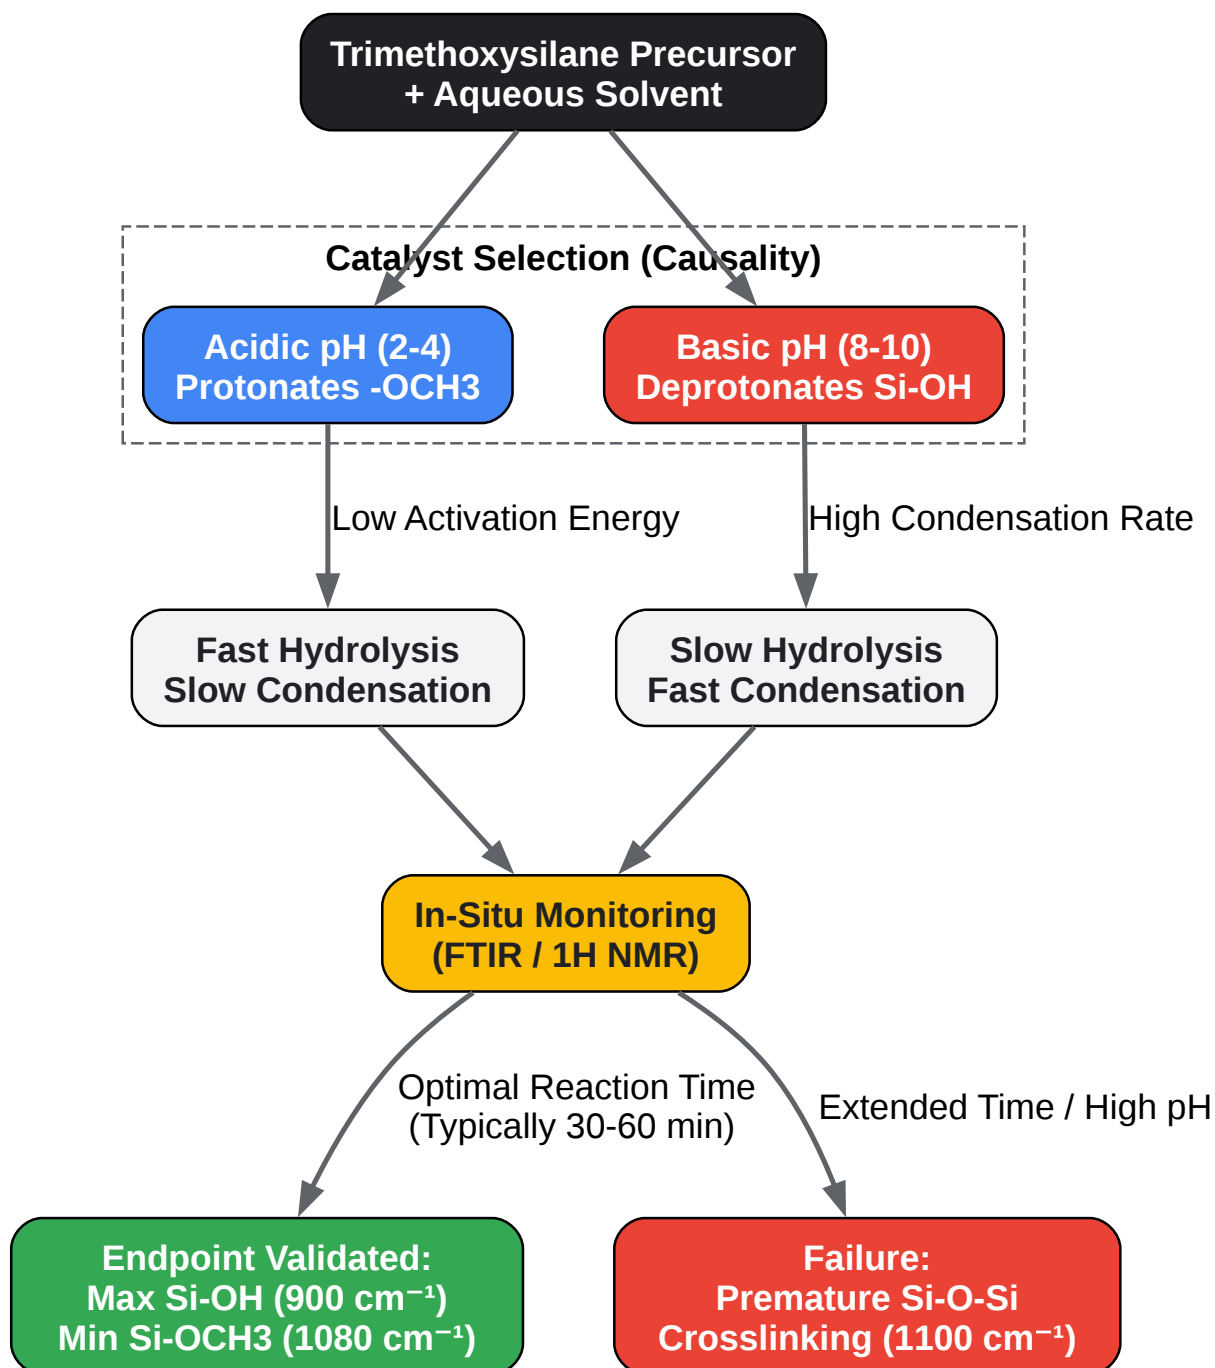 Trimethoxysilane Precursor
+ Aqueous Solvent
Catalyst Selection (Causality)
Acidic pH (2-4)
Protonates -OCH3
Basic pH (8-10)
Deprotonates Si-OH
Low Activation Energy
High Condensation Rate
Fast Hydrolysis
Slow Condensation
Slow Hydrolysis
Fast Condensation
In-Situ Monitoring
(FTIR / 1H NMR)
Optimal Reaction Time
(Typically 30-60 min)
Extended Time / High pH
Endpoint Validated:
Max Si-OH (900 cm⁻¹)
Min Si-OCH3 (1080 cm⁻¹)
Failure:
Premature Si-O-Si
Crosslinking (1100 cm⁻¹)